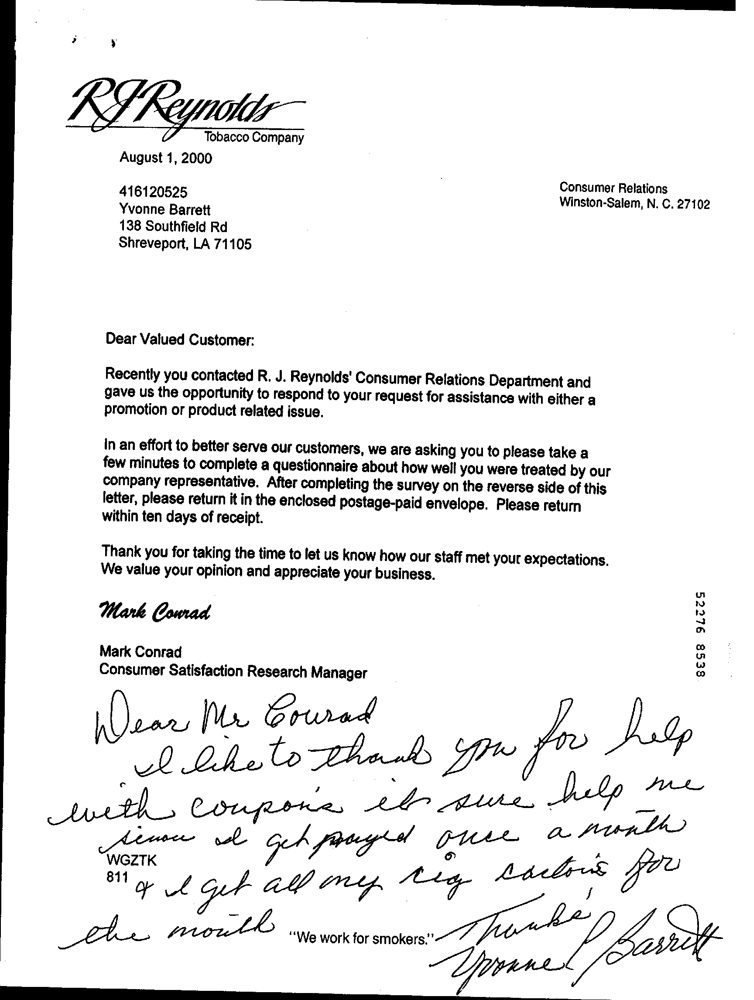 RJReynolds
Tobacco Company
August 1, 2000
416120525
Yvonne Barrett
138 Southfield Rd
Shreveport, LA 71105
Consumer Relations
Winston-Salem, N. C. 27102
Dear Valued Customer:
Recently you contacted R. J. Reynolds' Consumer Relations Department and
gave us the opportunity to respond to your request for assistance with either a
promotion or product related issue.
In an effort to better serve our customers, we are asking you to please take a
few minutes to complete a questionnaire about how well you were treated by our
company representative. After completing the survey on the reverse side of this
letter, please return it in the enclosed postage-paid envelope. Please return
within ten days of receipt.
Thank you for taking the time to let us know how our staff met your expectations.
We value your opinion and appreciate your business.
Mark Conrad
Mark Conrad
Consumer Satisfaction Research Manager
52276 8538
Dear Mr Conrad
I like to thank you for help
with coupon's it sure help me
I get payed once a month
WGZTK
811
& I get all my cig carton's for
the month
"We work for smokers."
Thanks,
Yvonne Barrett